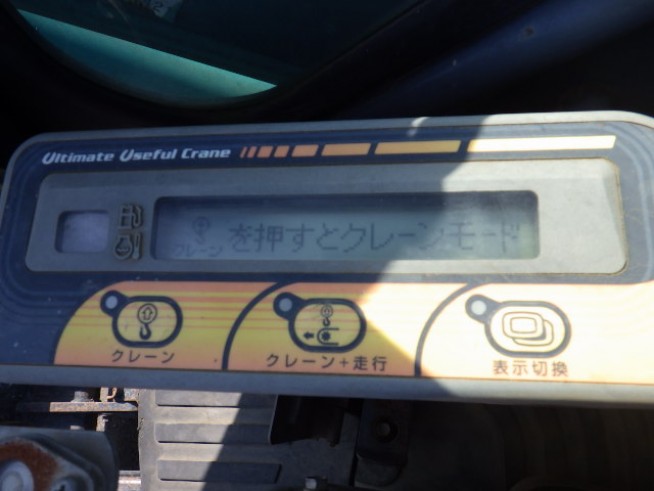 Ultimate Useful Crane
クレーン を押すとクレーンモード
クレーン
クレーン+走行
表示切換